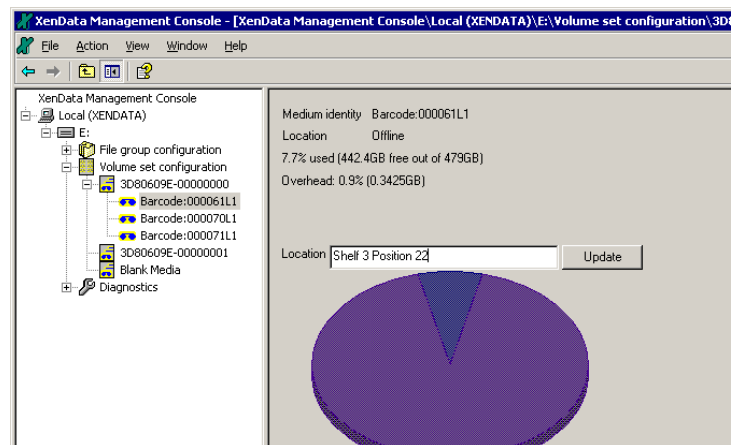 XenData Management Console - [XenData Management Console\Local (XENDATA)\E:\Volume set configuration\3D8
File Action View Window Help
XenData Management Console
Local (XENDATA)
E:
File group configuration
Volume set configuration
3D80609E-00000000
Barcode:000061L1
Barcode:000070L1
Barcode:000071L1
3D80609E-00000001
Blank Media
Diagnostics
Medium identity Barcode:000061L1
Location Offline
7.7% used (442.4GB free out of 479GB)
Overhead: 0.9% (0.3425GB)
Location Shelf 3 Position 22 Update